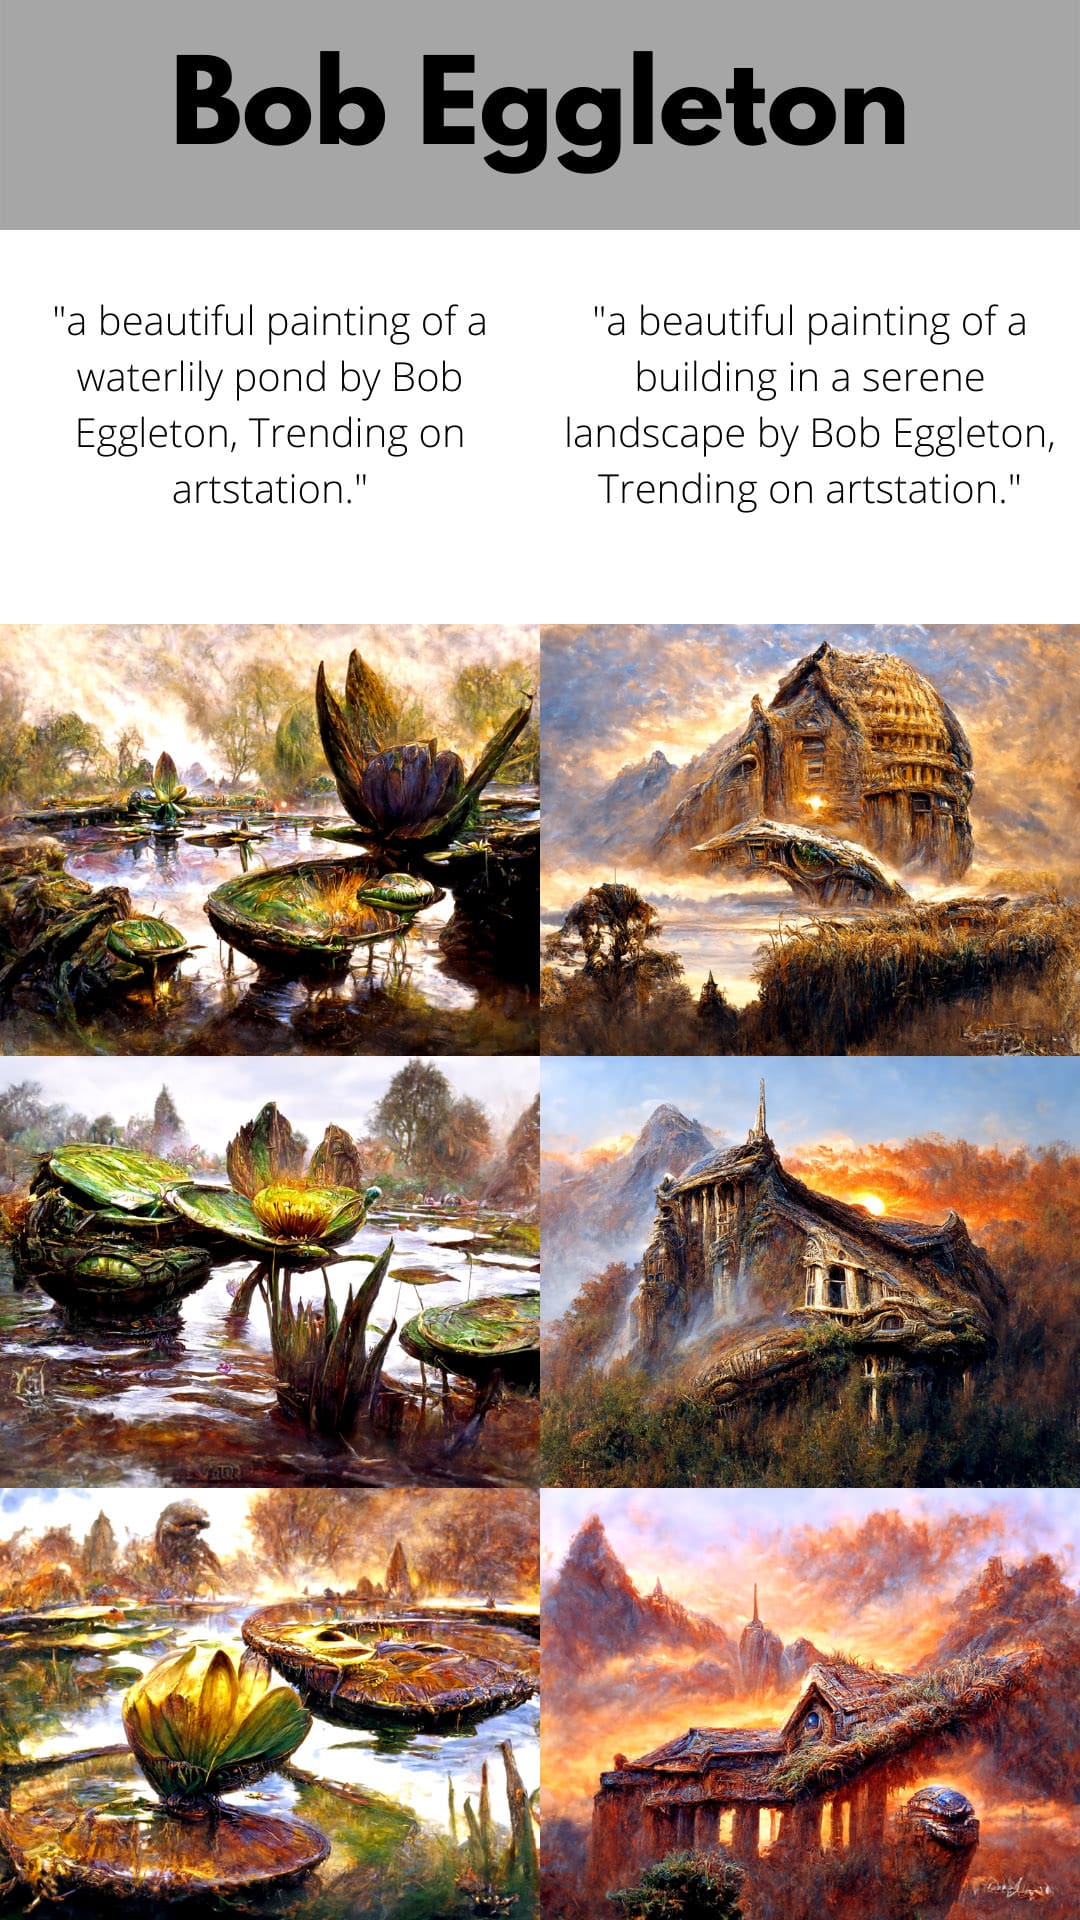 Bob Eggleton
"a beautiful painting of a
waterlily pond by Bob
Eggleton, Trending on
artstation."
"a beautiful painting of a
building in a serene
landscape by Bob Eggleton,
Trending on artstation."